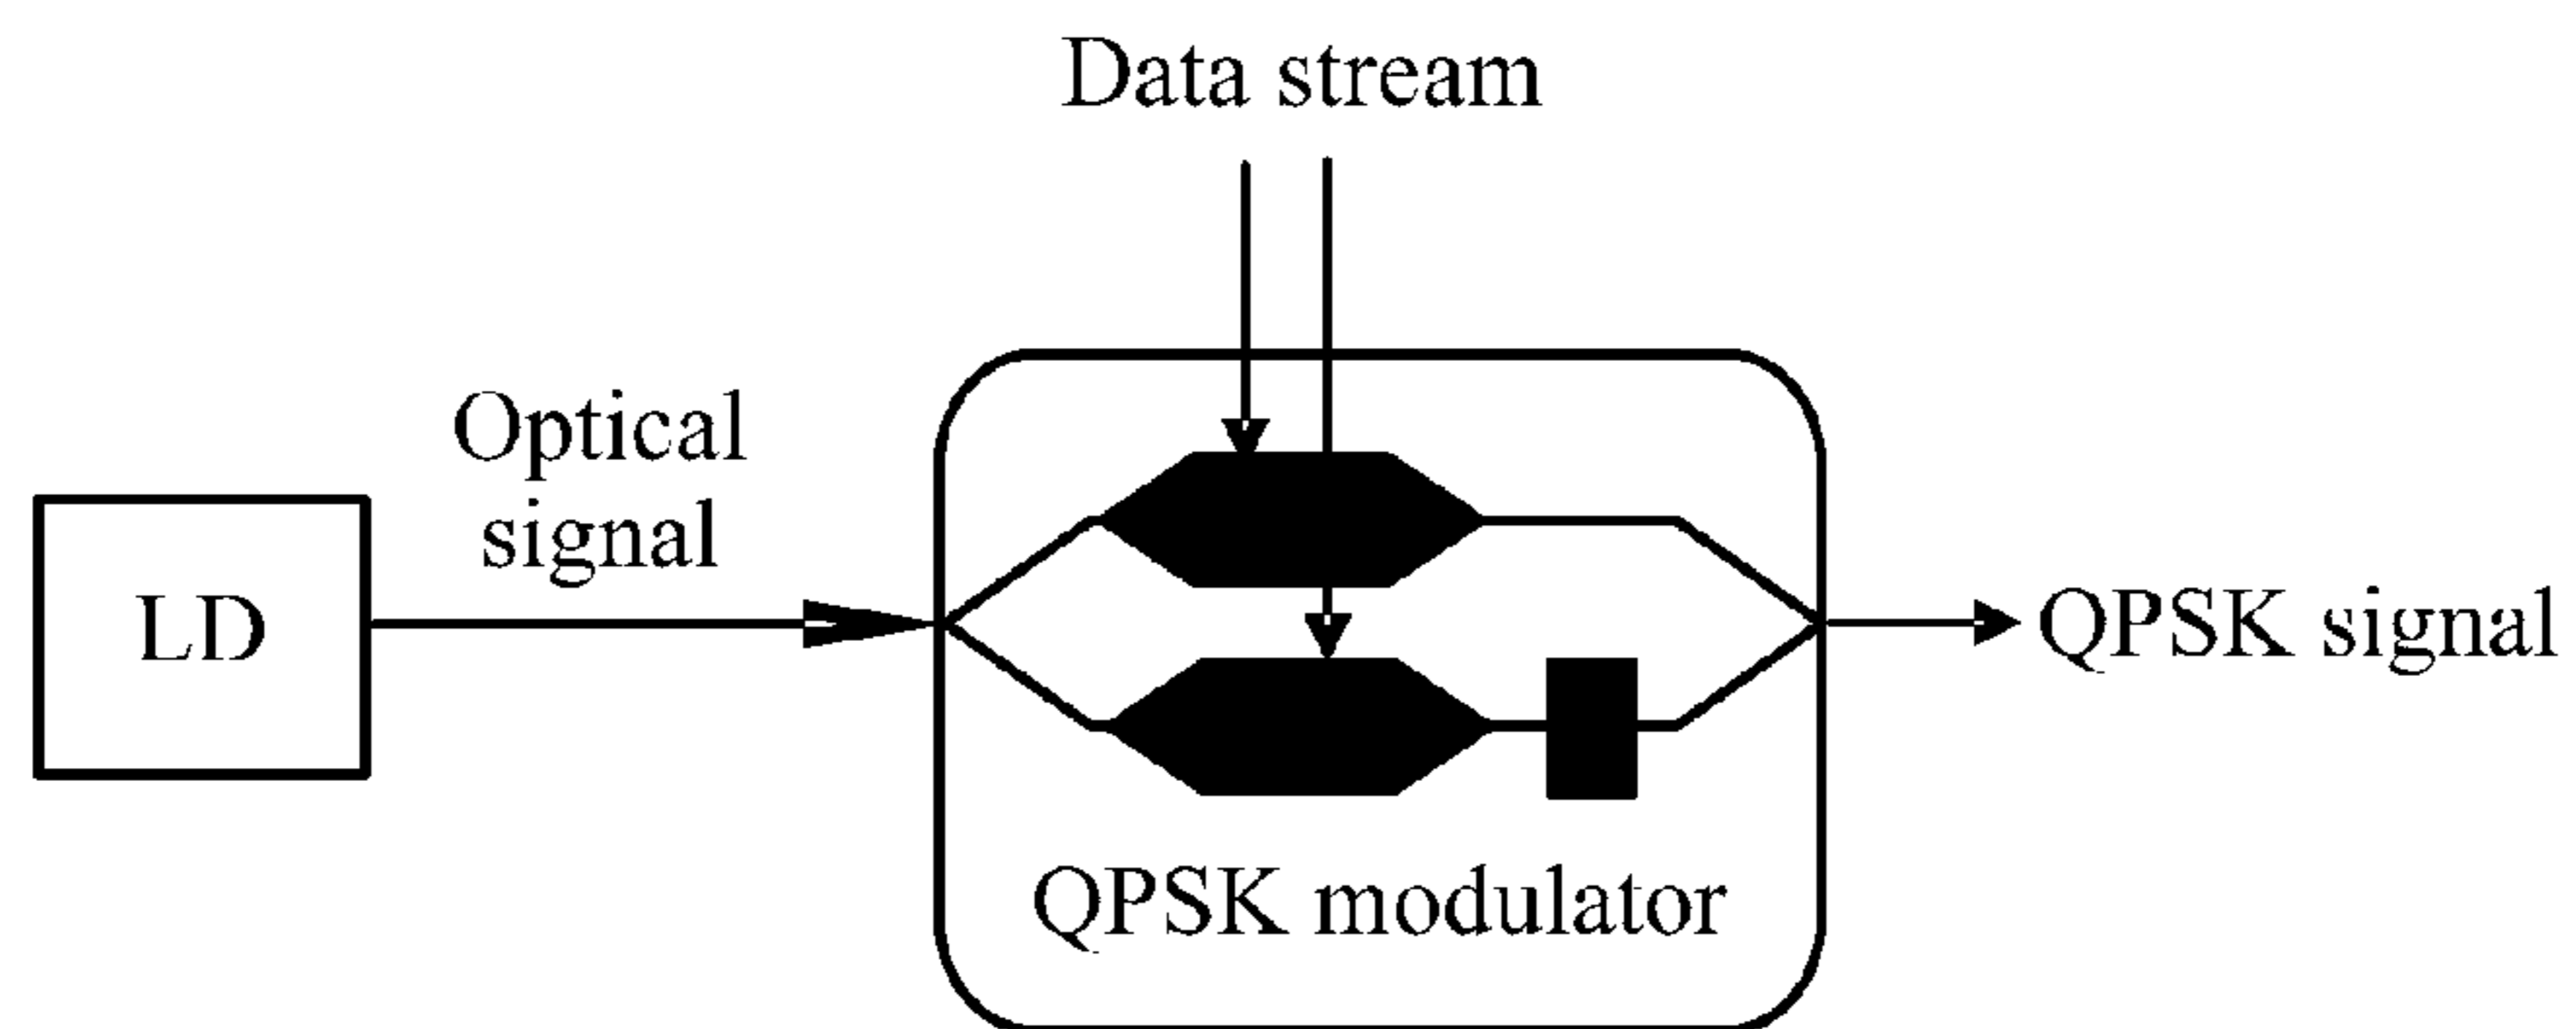 Data stream
Optical
signal
LD
QPSK signal
QPSK modulator